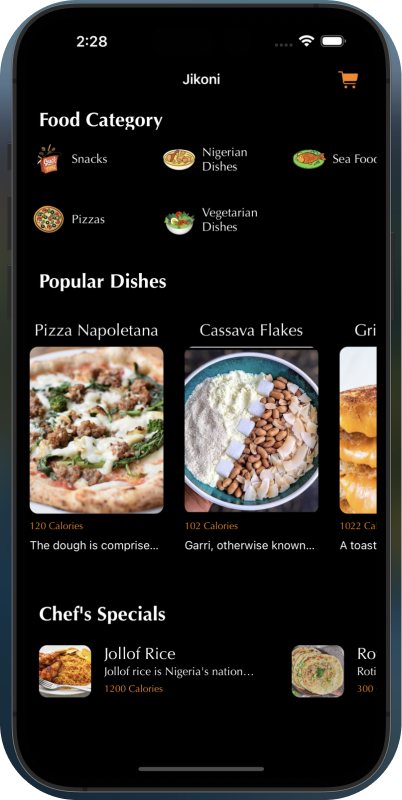 2:28
Jikoni
Food Category
Snacks
Nigerian
Dishes
Sea Food
Pizzas
Vegetarian
Dishes
Popular Dishes
Pizza Napoletana
Cassava Flakes
Gri
120 Calories
102 Calories
1022 Ca
The dough is comprise...
Garri, otherwise known...
A toast
Chef's Specials
Jollof Rice
Ro
Jollof rice is Nigeria's nation...
Roti
1200 Calories
300